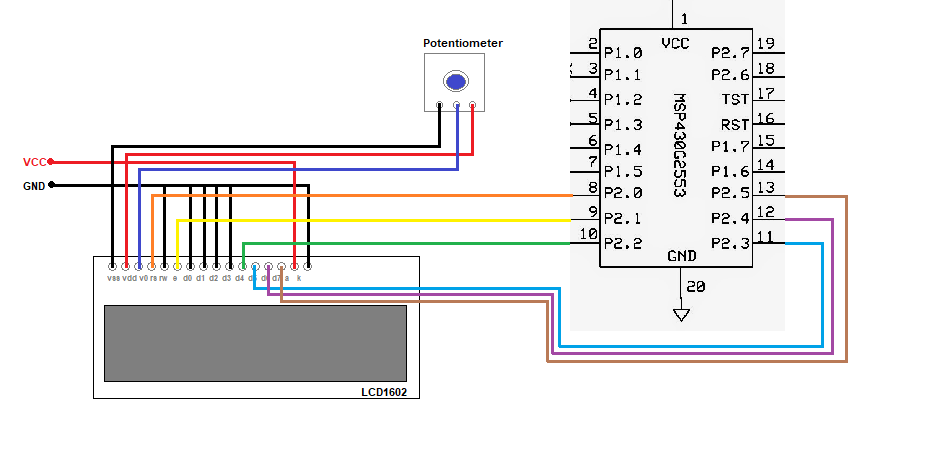 Potentiometer
1
VCC
2 P1.0 P2.7 19
3 P1.1 P2.6 18
4 P1.2 TST 17
5 P1.3 RST 16
6 P1.4 P1.7 15
7 P1.5 P1.6 14
8 P2.0 P2.5 13
9 P2.1 P2.4 12
10 P2.2 P2.3 11
MSP430G2553
GND
20
VCC
GND
vss vdd v0 rs rw e d0 d1 d2 d3 d4 d5 d6 d7 a k
LCD1602